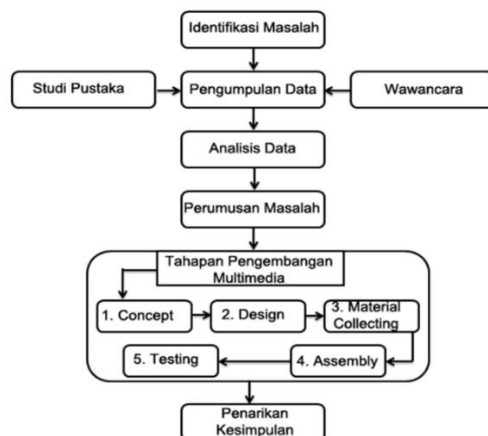 Identifikasi Masalah
Studi Pustaka
Pengumpulan Data
Wawancara
Analisis Data
Perumusan Masalah
Tahapan Pengembangan
Multimedia
1. Concept
2. Design
3. Material
Collecting
5. Testing
4. Assembly
Penarikan
Kesimpulan